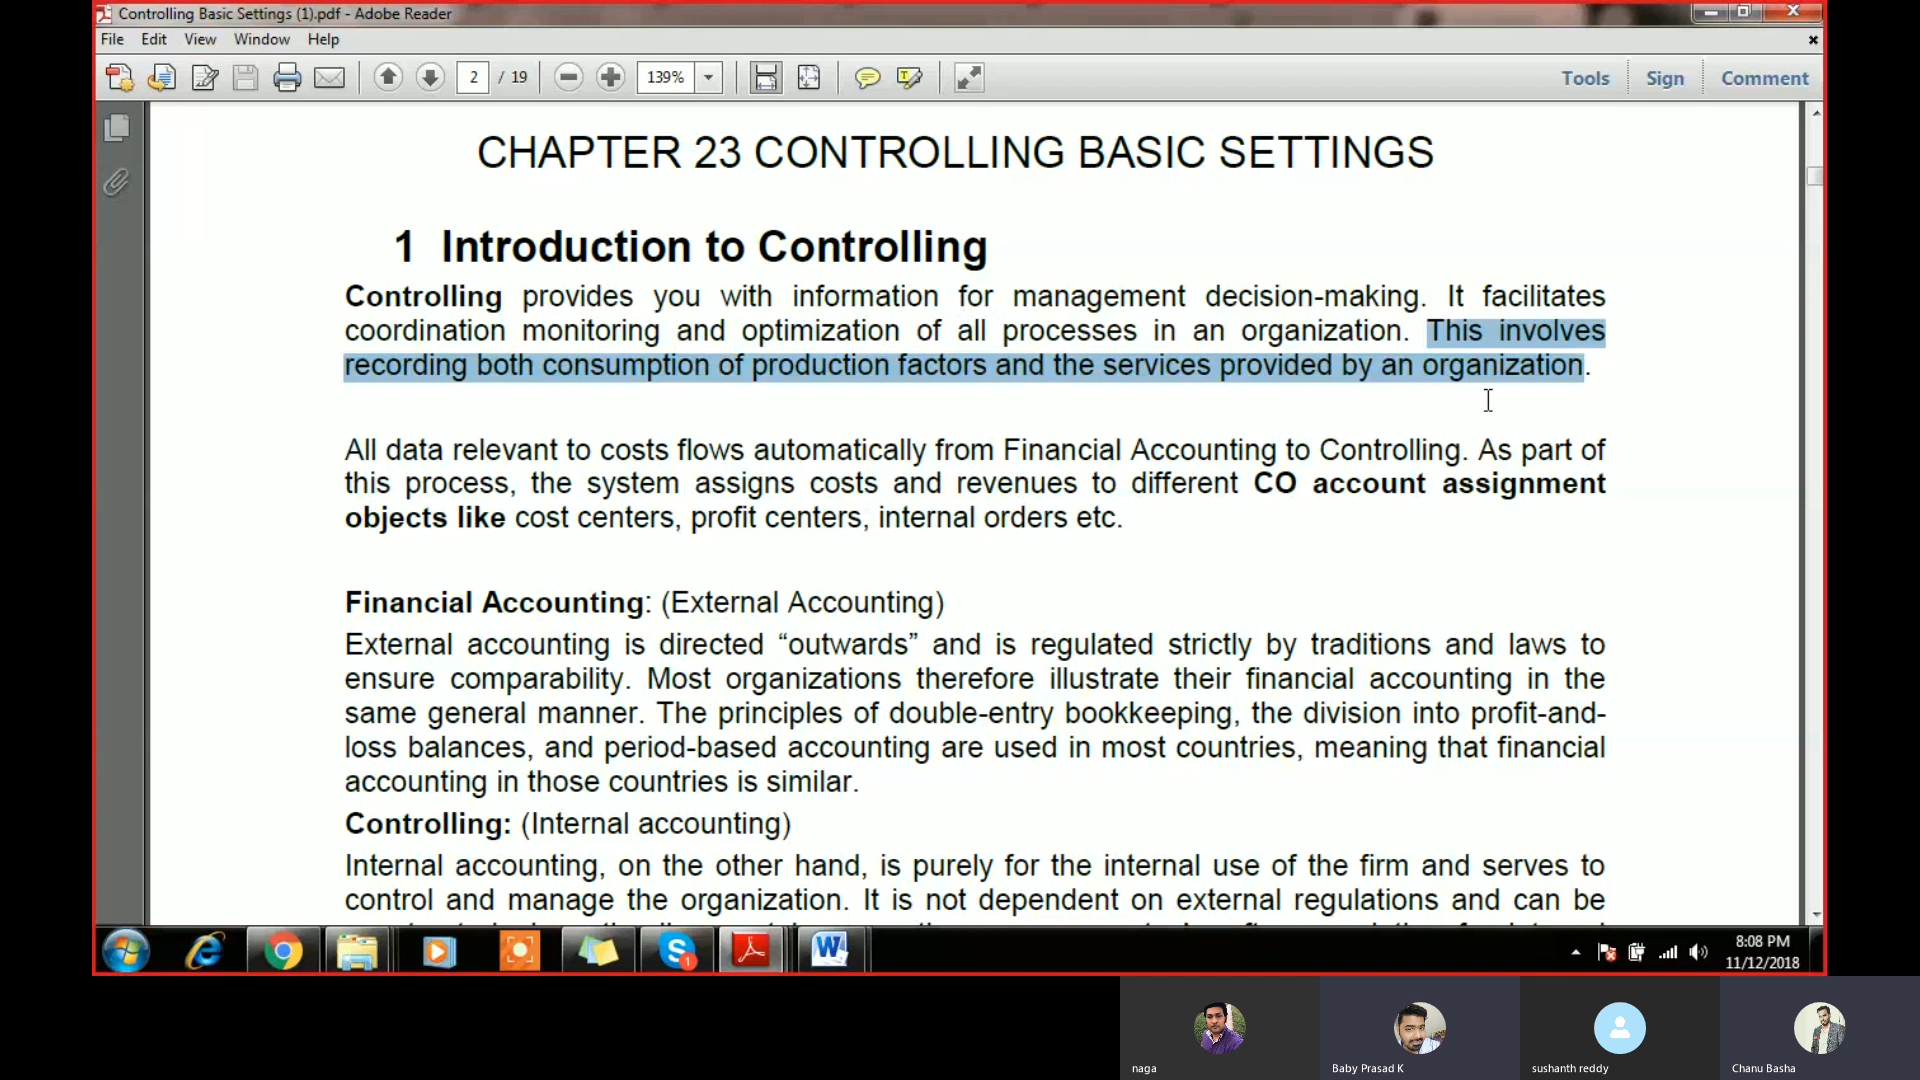 Controlling Basic Settings (1).pdf - Adobe Reader
File Edit View Window Help
2 / 19 139% Tools Sign Comment
CHAPTER 23 CONTROLLING BASIC SETTINGS
1 Introduction to Controlling
Controlling provides you with information for management decision-making. It facilitates
coordination monitoring and optimization of all processes in an organization. This involves
recording both consumption of production factors and the services provided by an organization.
All data relevant to costs flows automatically from Financial Accounting to Controlling. As part of
this process, the system assigns costs and revenues to different CO account assignment
objects like cost centers, profit centers, internal orders etc.
Financial Accounting: (External Accounting)
External accounting is directed “outwards” and is regulated strictly by traditions and laws to
ensure comparability. Most organizations therefore illustrate their financial accounting in the
same general manner. The principles of double-entry bookkeeping, the division into profit-and-
loss balances, and period-based accounting are used in most countries, meaning that financial
accounting in those countries is similar.
Controlling: (Internal accounting)
Internal accounting, on the other hand, is purely for the internal use of the firm and serves to
control and manage the organization. It is not dependent on external regulations and can be
8:08 PM
11/12/2018
naga
Baby Prasad K
sushanth reddy
Chanu Basha